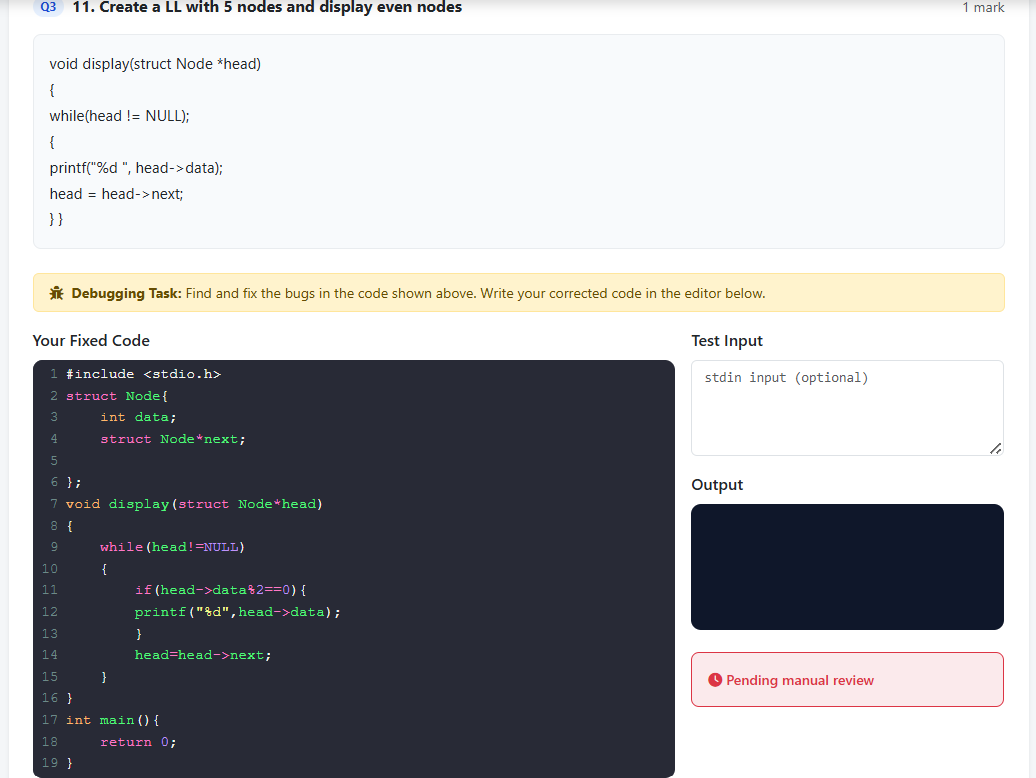 Q3 11. Create a LL with 5 nodes and display even nodes 1 mark
void display(struct Node *head)
{
while(head != NULL);
{
printf("%d ", head->data);
head = head->next;
} }
Debugging Task: Find and fix the bugs in the code shown above. Write your corrected code in the editor below.
Your Fixed Code
1 #include <stdio.h>
2 struct Node{
3 int data;
4 struct Node*next;
5
6 };
7 void display(struct Node*head)
8 {
9 while(head!=NULL)
10 {
11 if(head->data%2==0){
12 printf("%d",head->data);
13 }
14 head=head->next;
15 }
16 }
17 int main(){
18 return 0;
19 }
Test Input
stdin input (optional)
Output
Pending manual review